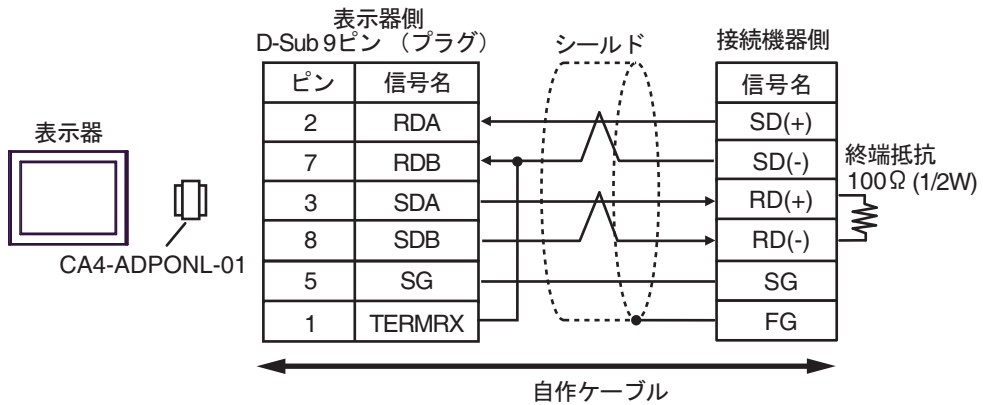 表示器側
D-Sub 9ピン （プラグ）
シールド
接続機器側
ピン 信号名
信号名
2 RDA
SD(+)
7 RDB
SD(-)
3 SDA
RD(+)
8 SDB
RD(-)
5 SG
SG
1 TERMRX
FG
表示器
CA4-ADPONL-01
終端抵抗
100Ω (1/2W)
自作ケーブル